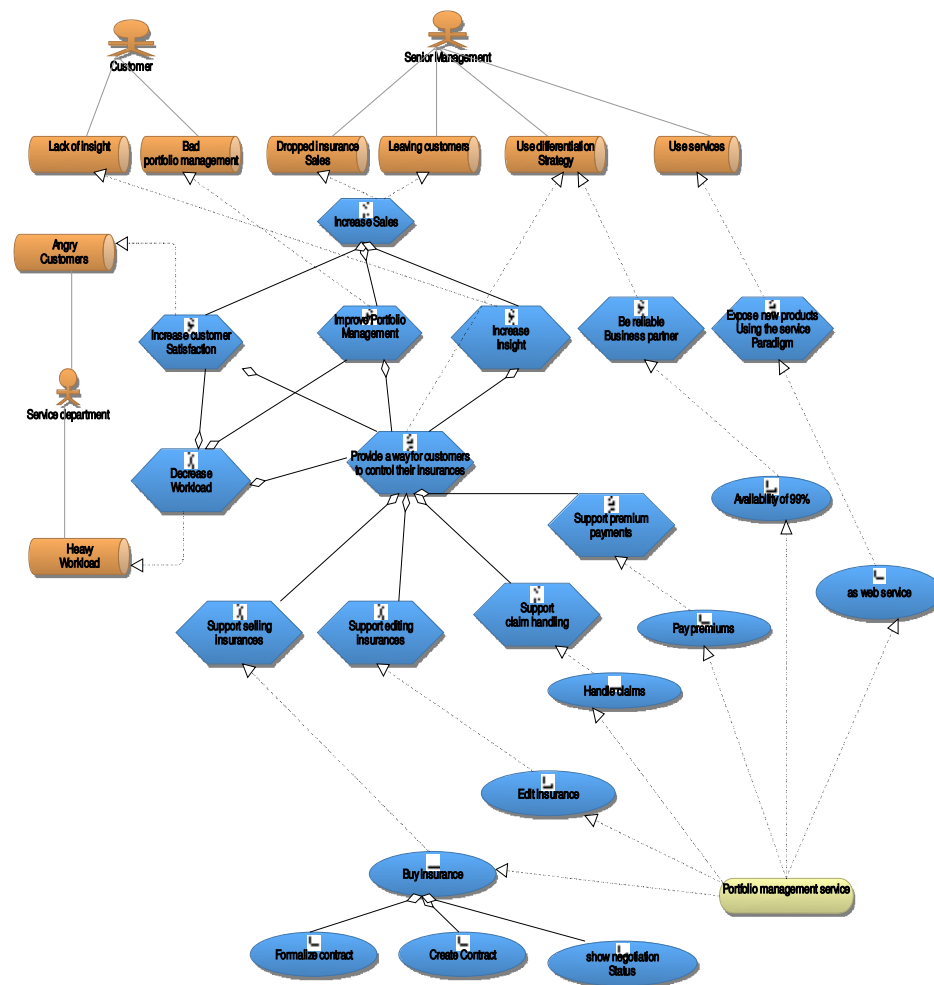 Customer
Senior Management
Lack of insight
Bad
portfolio management
Dropped insurance
Sales
Leaving customers
Use differentiation
Strategy
Use services
Increase Sales
Angry
Customers
Increase customer
Satisfaction
Improve Portfolio
Management
Increase
Insight
Be reliable
Business partner
Expose new products
Using the service
Paradigm
Service department
Provide a way for customers
to control their insurances
Decrease
Workload
Availability of 99%
Support premium
payments
Heavy
Workload
as web service
Support selling
Insurances
Support editing
Insurances
Support
claim handling
Pay premiums
Handle claims
Edit insurance
Buy insurance
Portfolio management service
Formalize contract
Create Contract
show negotiation
Status